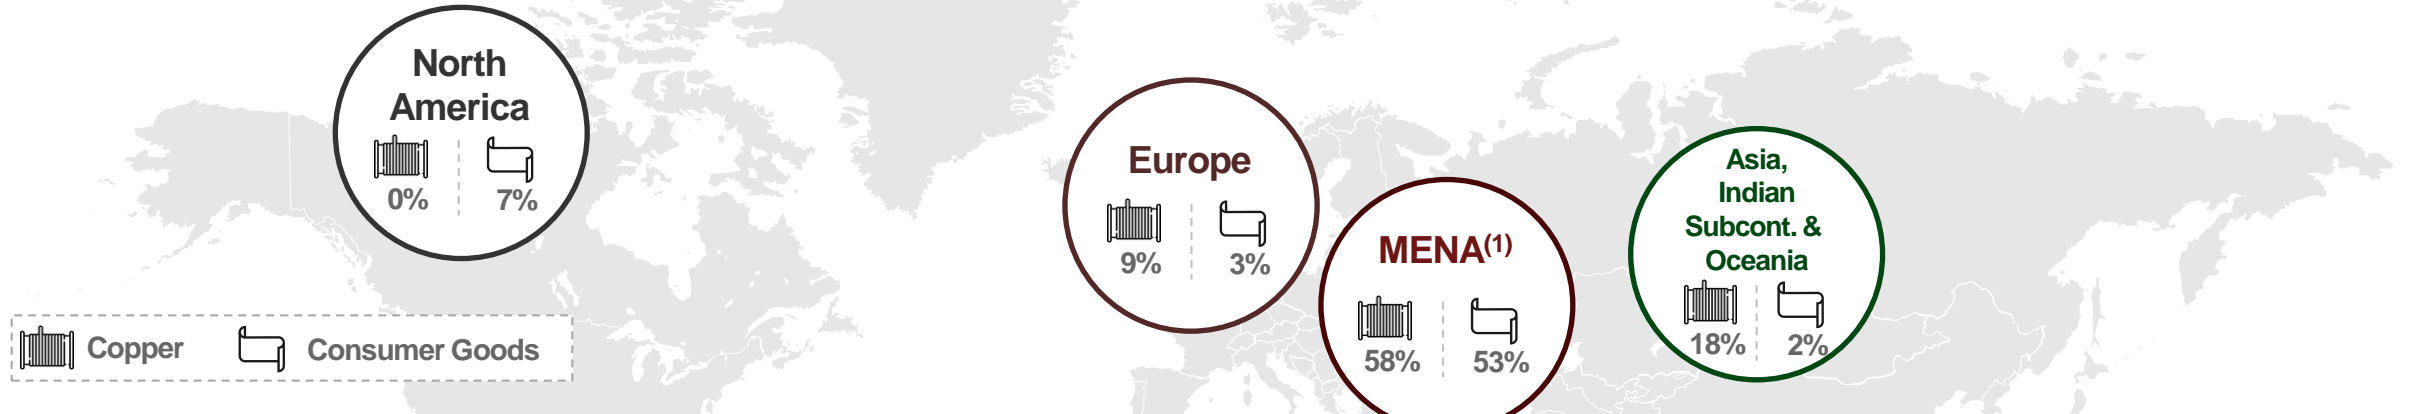 North
America
0% 7%
Europe
9% 3%
MENA(1)
58% 53%
Asia,
Indian
Subcont. &
Oceania
18% 2%
Copper Consumer Goods